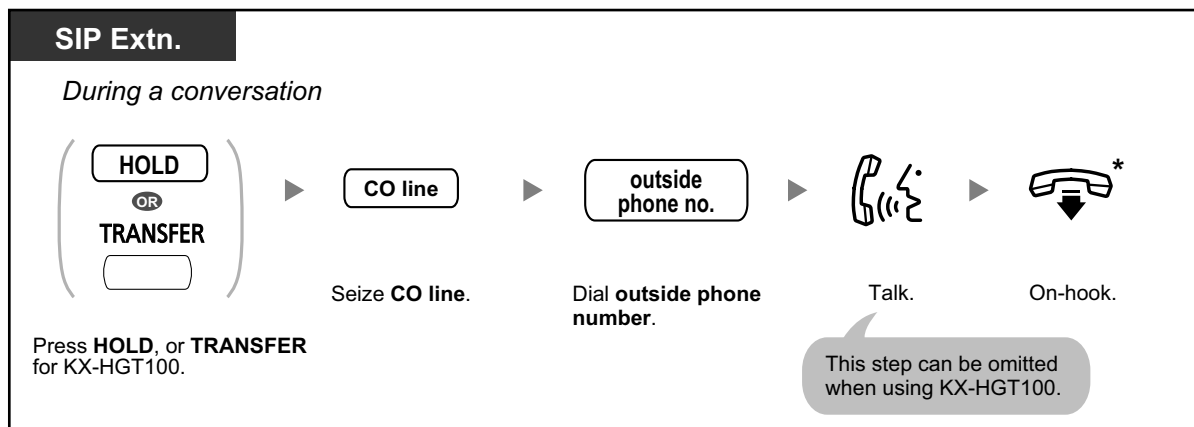 SIP Extn.
During a conversation
HOLD
OR
TRANSFER
Press HOLD, or TRANSFER
for KX-HGT100.
CO line
Seize CO line.
outside
phone no.
Dial outside phone
number.
Talk.
This step can be omitted
when using KX-HGT100.
*
On-hook.